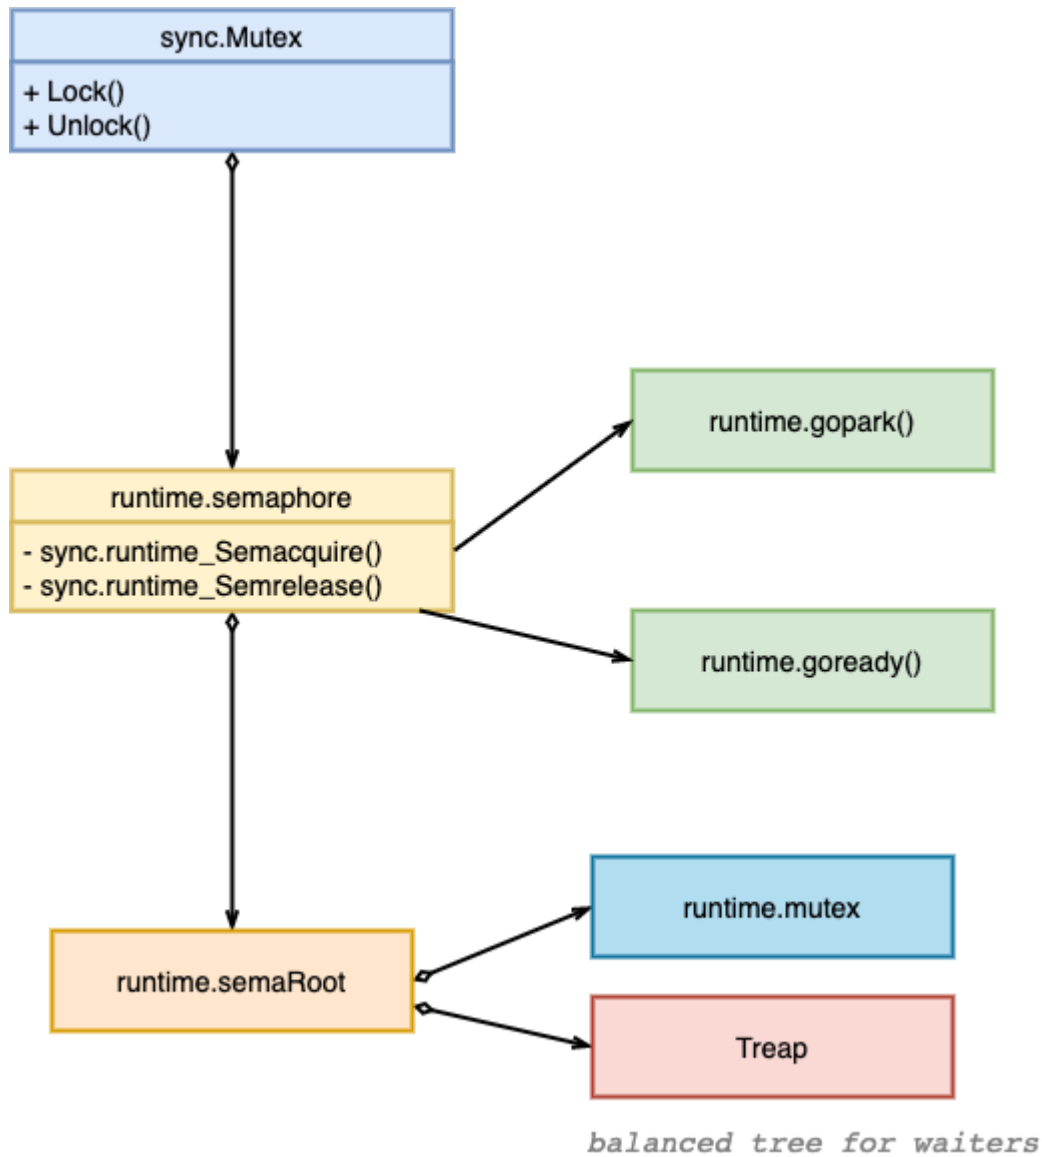 sync.Mutex
+ Lock()
+ Unlock()
runtime.gopark()
runtime.semaphore
- sync.runtime_Semacquire()
- sync.runtime_Semrelease()
runtime.goready()
runtime.mutex
runtime.semaRoot
Treap
balanced tree for waiters